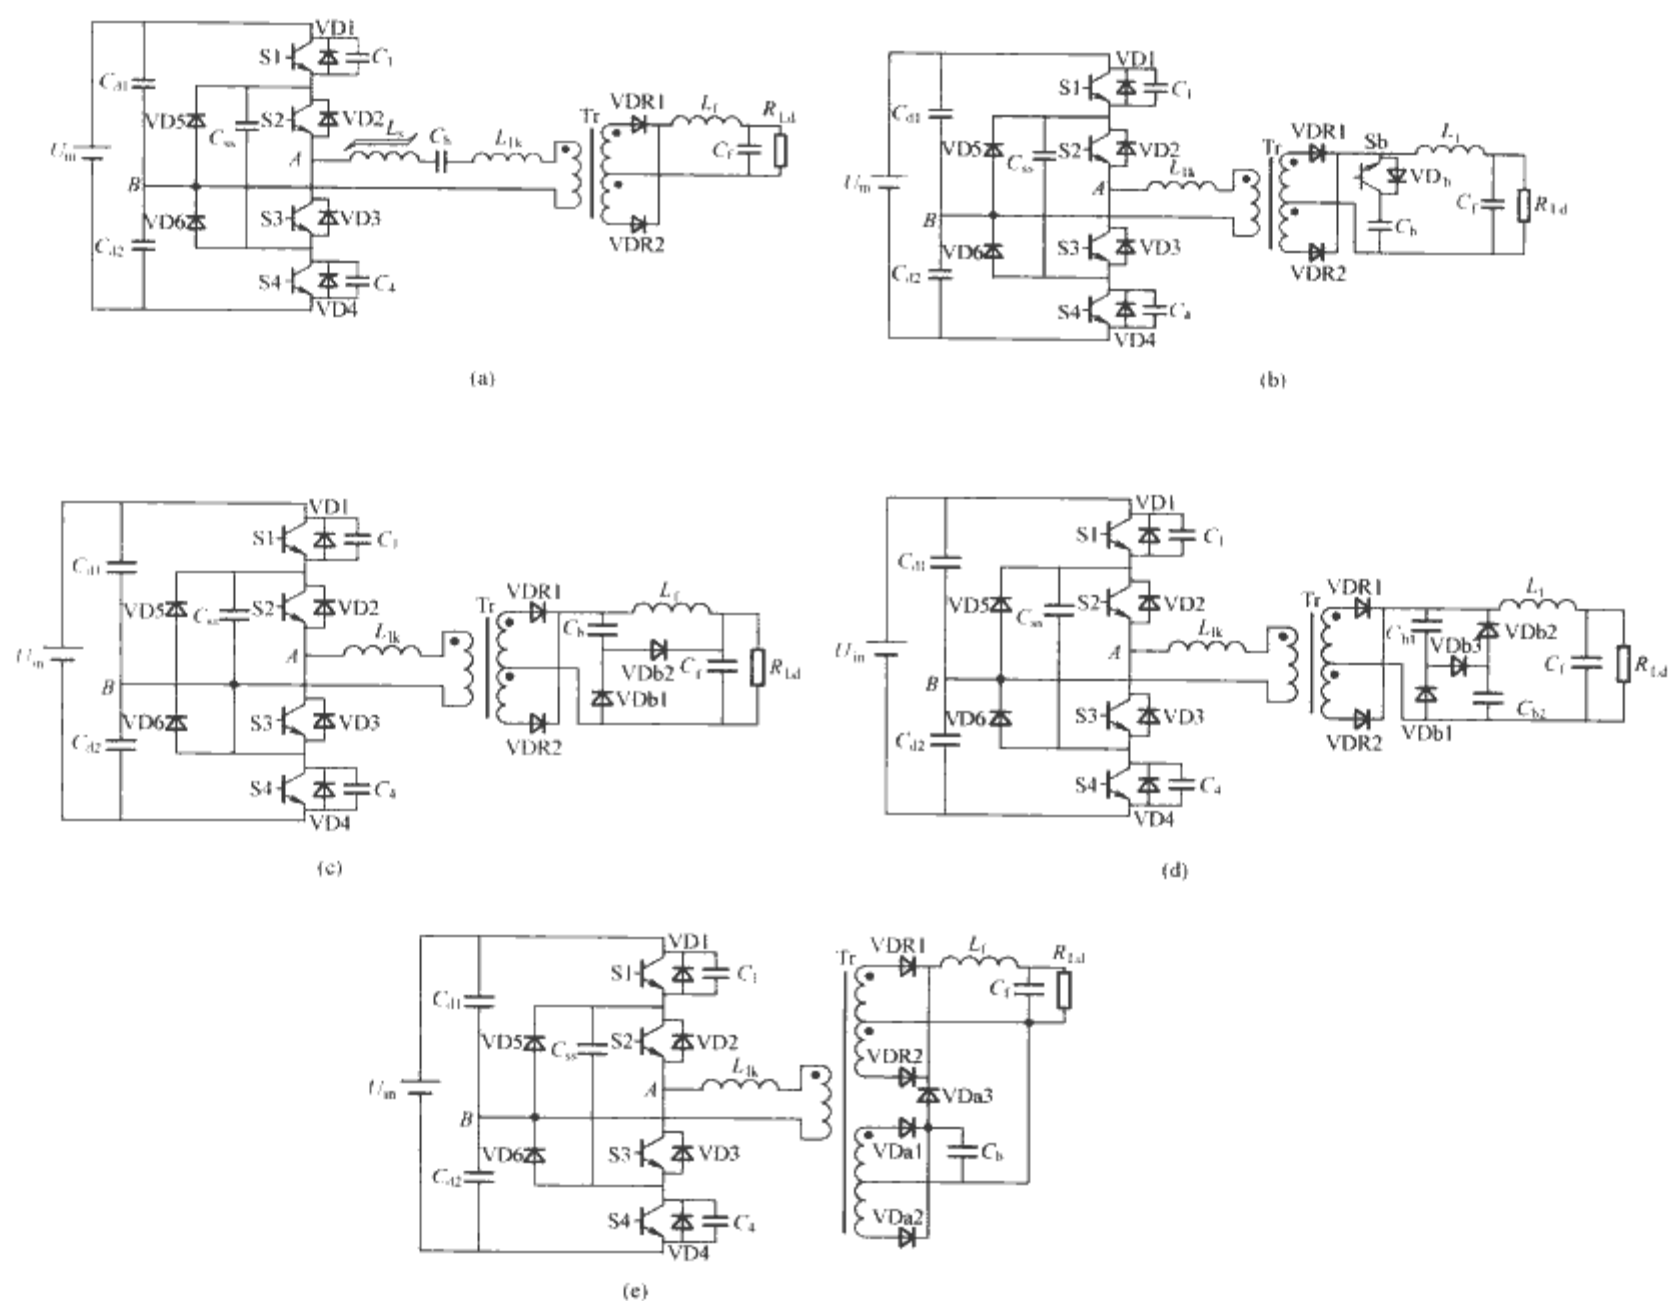 VD1
S1 C1
Cd1
VD5 Css S2 VD2 Ls Cb Llk Tr VDR1 Lf RLd
Uin A Cf
B
VD6 S3 VD3 VDR2
Cd2
S4 C4
VD4
(a)
VD1
S1 C1
Cd1
VD5 Css S2 VD2 Llk Tr VDR1 Sb Lf
Uin A VDb
B Cb Cf RLd
VD6 S3 VD3 VDR2
Cd2
S4 Ca
VD4
(b)
VD1
S1 C1
Cd1
VD5 Css S2 VD2 Llk Tr VDR1 Lf
Uin A Cb VDb2 Cf RLd
B VDb1
VD6 S3 VD3 VDR2
Cd2
S4 C4
VD4
(c)
VD1
S1 C1
Cd1
VD5 Css S2 VD2 Llk Tr VDR1 Lf
Uin A Cb1 VDb3 VDb2 Cf RLd
B
VD6 S3 VD3 VDR2 VDb1 Cb2
Cd2
S4 C4
VD4
(d)
VD1 Tr VDR1 Lf RLd
S1 C1 Cf
Cd1
VD5 Css S2 VD2 VDR2
Uin A Llk VDa3
B
VD6 S3 VD3 VDa1 Cb
Cd2
S4 C4 VDa2
VD4
(e)